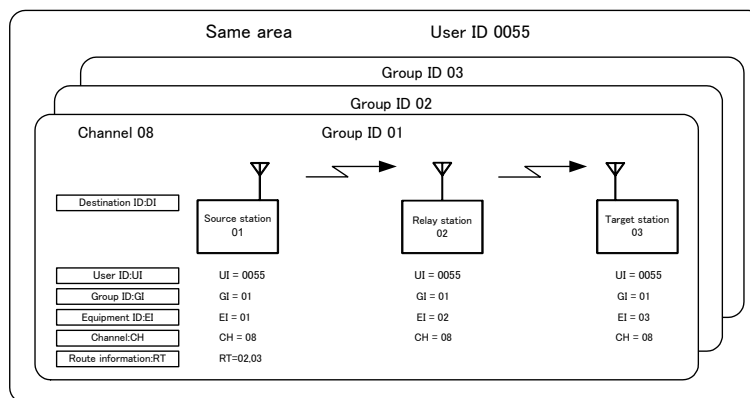 Same area User ID 0055
Group ID 03
Group ID 02
Channel 08 Group ID 01
Destination ID:DI
Source station
01
Relay station
02
Target station
03
User ID:UI UI = 0055 UI = 0055 UI = 0055
Group ID:GI GI = 01 GI = 01 GI = 01
Equipment ID:EI EI = 01 EI = 02 EI = 03
Channel:CH CH = 08 CH = 08 CH = 08
Route information:RT RT=02,03